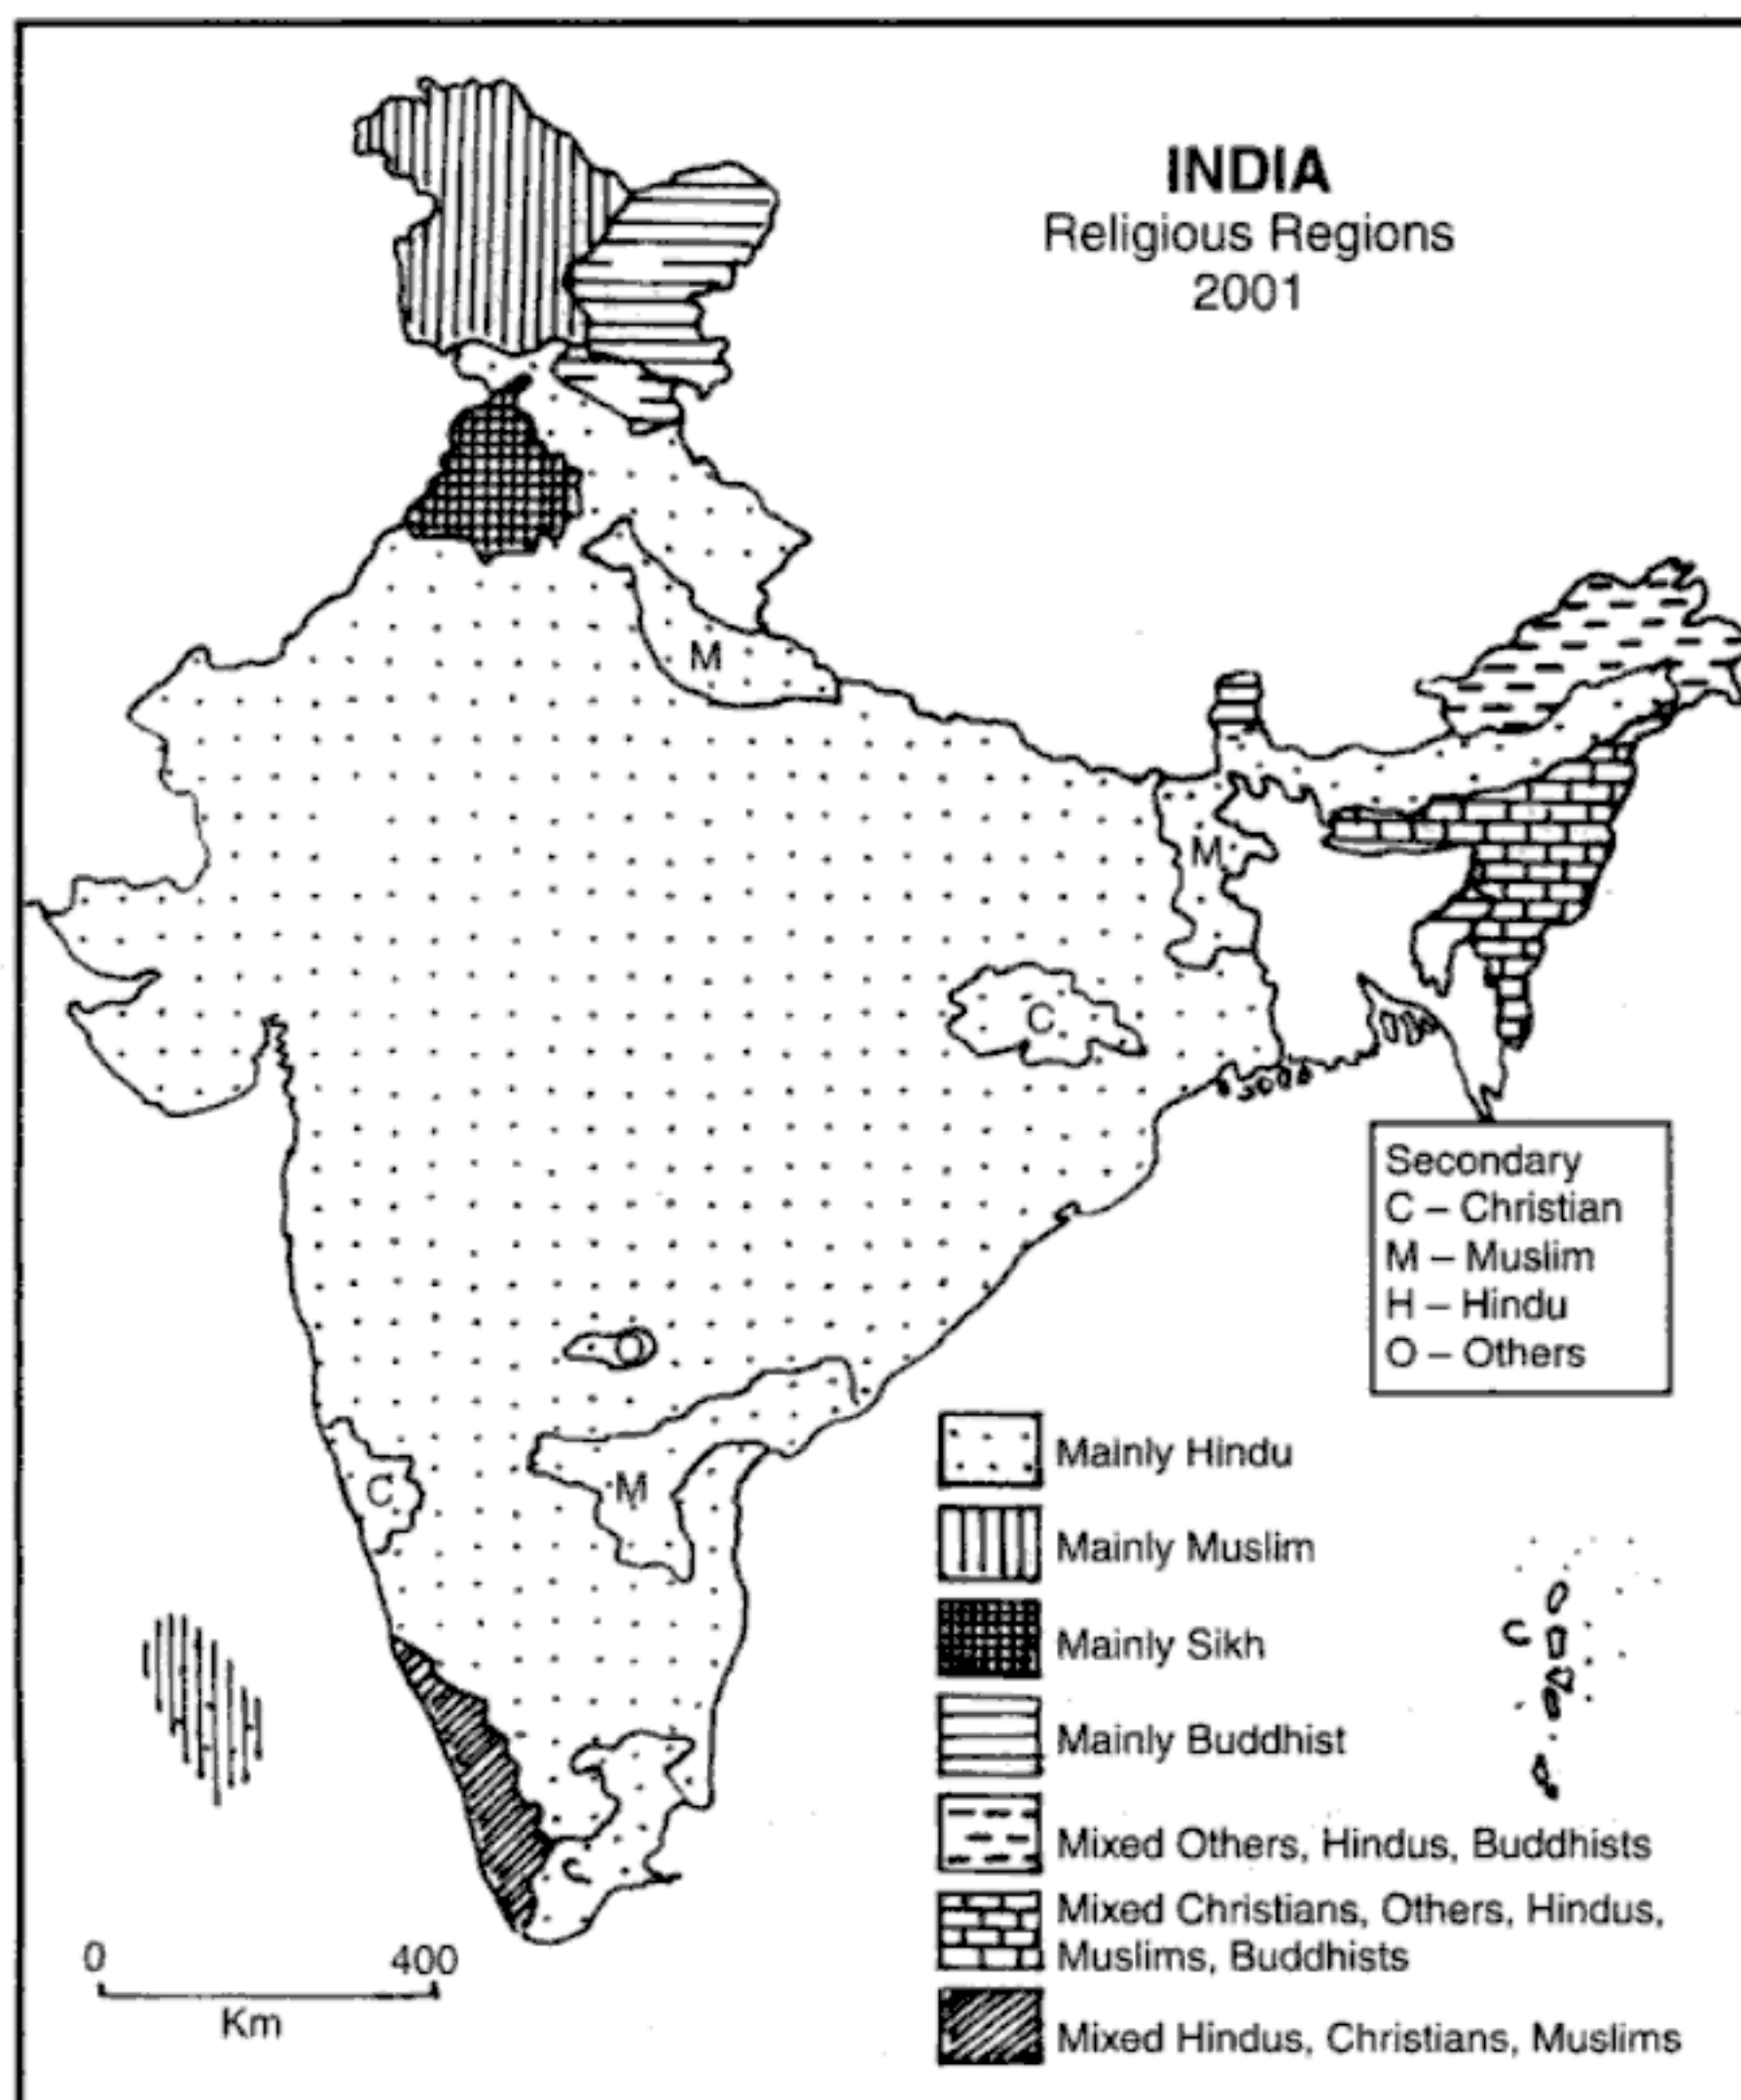 INDIA
Religious Regions
2001
M
M
C
Secondary
C – Christian
M – Muslim
H – Hindu
O – Others
O
C
M
C
C
Mainly Hindu
Mainly Muslim
Mainly Sikh
Mainly Buddhist
Mixed Others, Hindus, Buddhists
Mixed Christians, Others, Hindus,
Muslims, Buddhists
Mixed Hindus, Christians, Muslims
0 400
Km